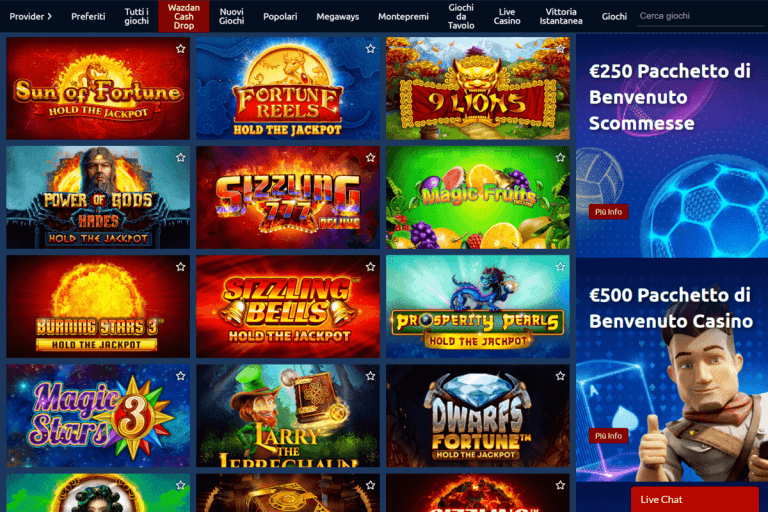 Provider
Preferiti
Tutti i
giochi
Wazdan
Cash
Drop
Nuovi
Giochi
Popolari
Megaways
Montepremi
Giochi
da
Tavolo
Live
Casino
Vittoria
Istantanea
Giochi
Cerca giochi
Sun of Fortune
HOLD THE JACKPOT
FORTUNE
REELS
HOLD THE JACKPOT
9 LIONS
€250 Pacchetto di
Benvenuto
Scommesse
Più Info
POWER OF GODS
HADES
HOLD THE JACKPOT
SIZZLING
777
DELUXE
Magic Fruits
DELUXE
BURNING STARS 3™
HOLD THE JACKPOT
SIZZLING
BELLS™
HOLD THE JACKPOT
PROSPERITY PEARLS
HOLD THE JACKPOT
€500 Pacchetto di
Benvenuto Casino
A
Più Info
Magic
Stars 3
LARRY
THE
LEPRECHAUN
DWARFS
FORTUNE™
HOLD THE JACKPOT
Live Chat